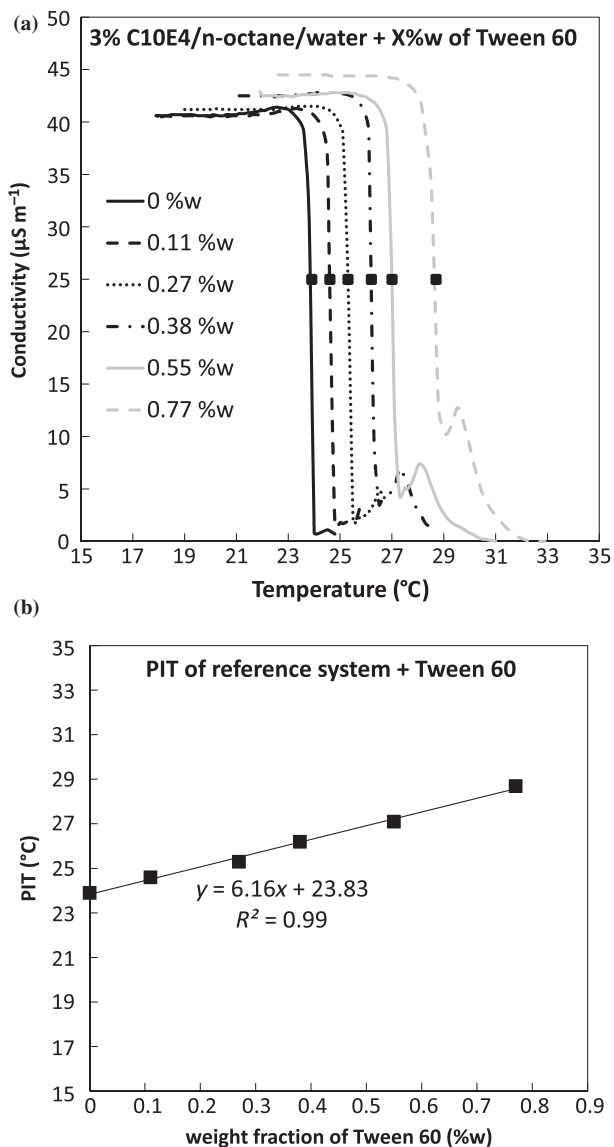 (a)
3% C10E4/n-octane/water + X%w of Tween 60
50
45
40
35
30
25
20
15
10
5
0
Conductivity (µS m⁻¹)
0 %w
0.11 %w
0.27 %w
0.38 %w
0.55 %w
0.77 %w
15 17 19 21 23 25 27 29 31 33 35
Temperature (°C)
(b)
PIT of reference system + Tween 60
35
33
31
29
27
25
23
21
19
17
15
PIT (°C)
y = 6.16x + 23.83
R² = 0.99
0 0.1 0.2 0.3 0.4 0.5 0.6 0.7 0.8 0.9
weight fraction of Tween 60 (%w)